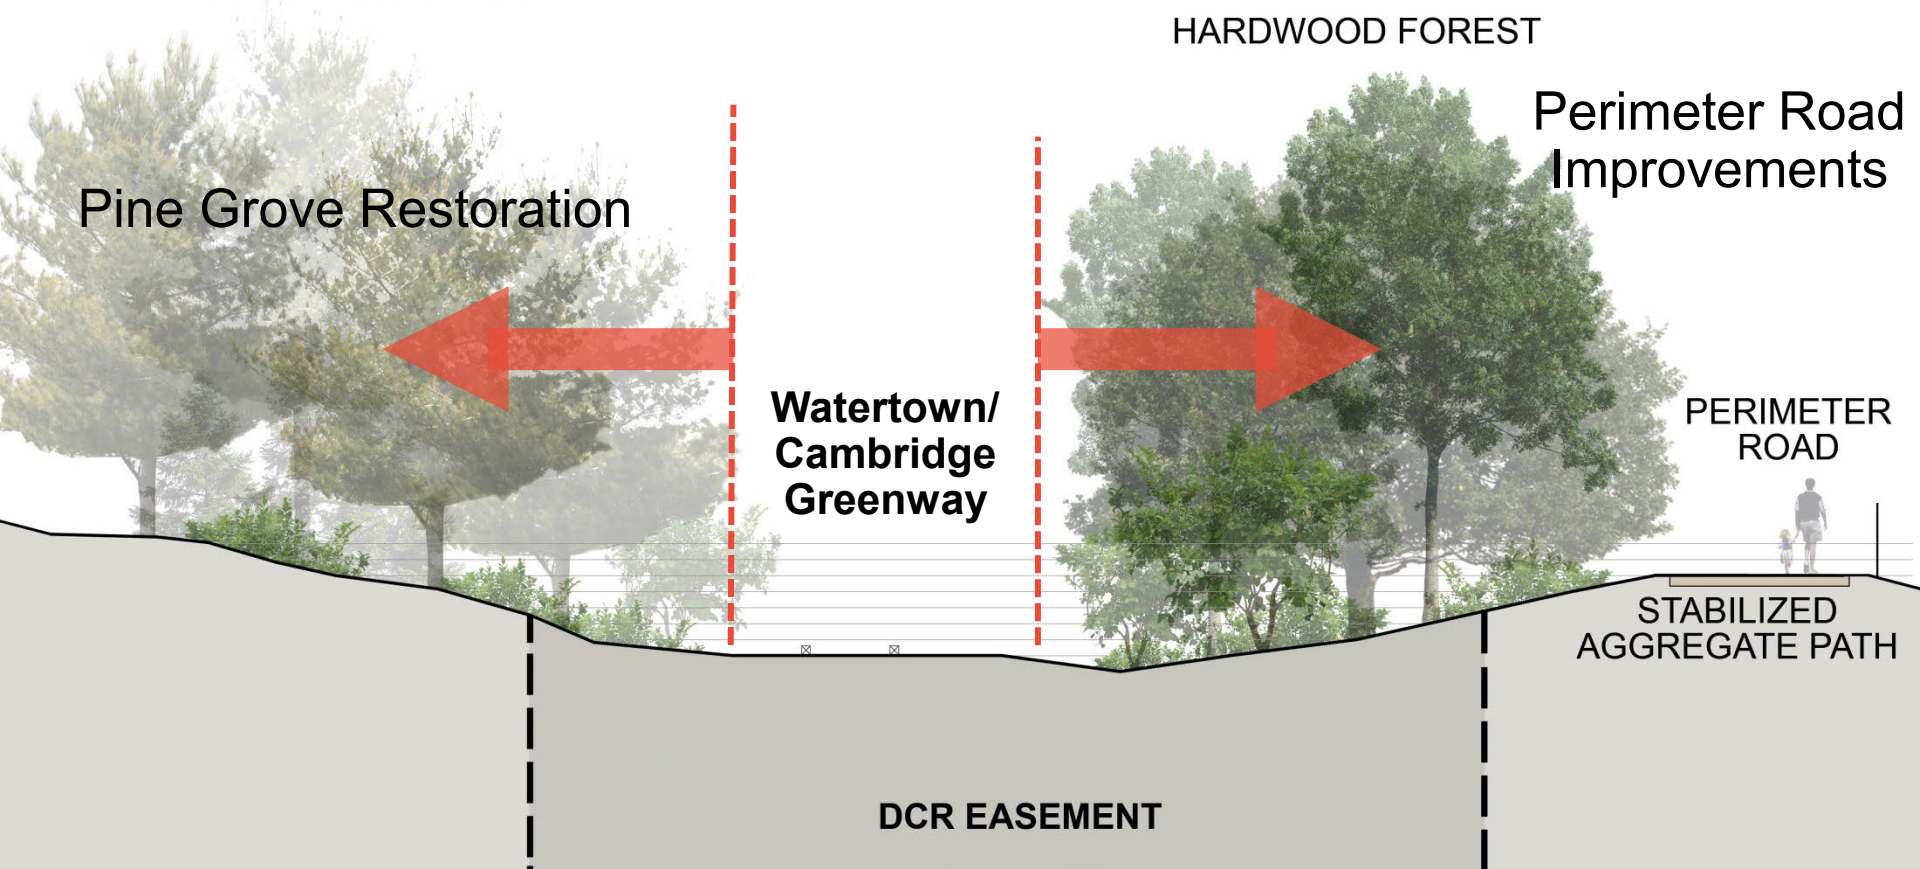 HARDWOOD FOREST
Perimeter Road
Improvements
Pine Grove Restoration
Watertown/
Cambridge
Greenway
PERIMETER
ROAD
STABILIZED
AGGREGATE PATH
DCR EASEMENT